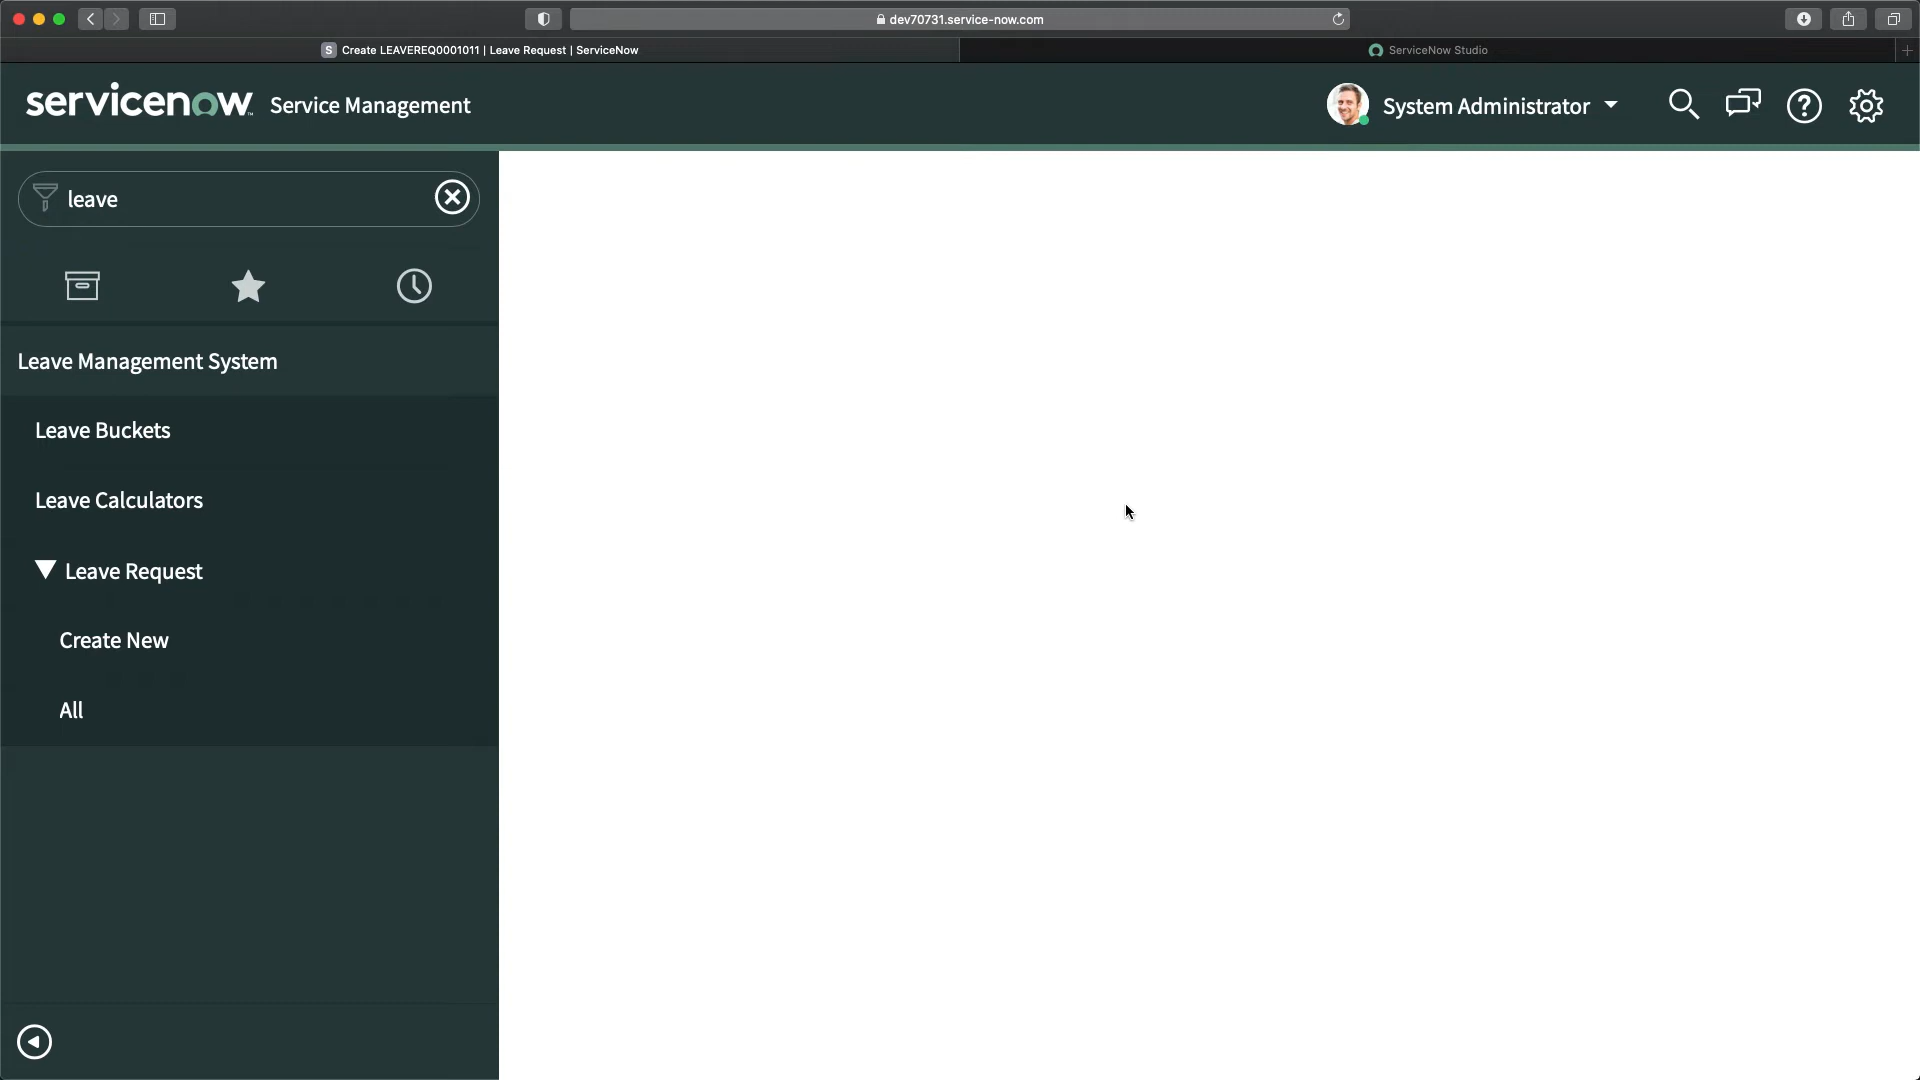 dev70731.service-now.com
S Create LEAVEREQ0001011 | Leave Request | ServiceNow
ServiceNow Studio
servicenow Service Management
System Administrator
leave
Leave Management System
Leave Buckets
Leave Calculators
Leave Request
Create New
All